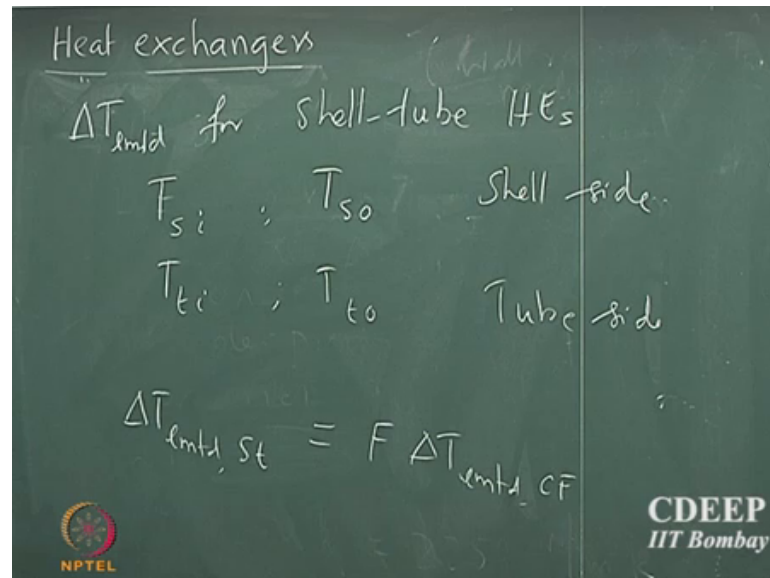 Heat exchangers
ΔT_lmtd for Shell-tube HEs
T_si ; T_so Shell side
T_ti ; T_to Tube side
ΔT_lmtd, St = F ΔT_lmtd, CF
NPTEL
CDEEP
IIT Bombay